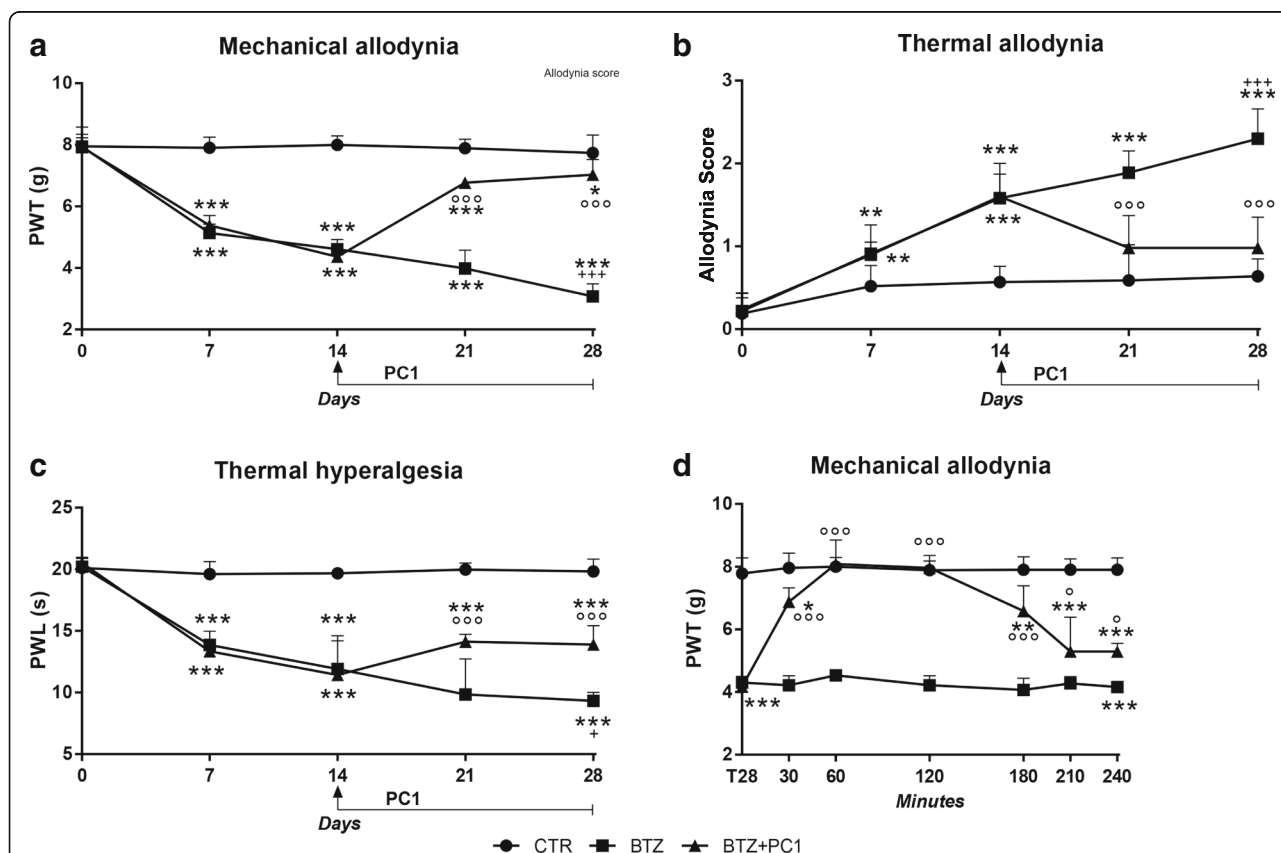 a
Mechanical allodynia
Allodynia score
PWT (g)
10
8
6
4
2
0 7 14 21 28
*** *** *** ***
°°°
***
***
*
°°°
***
+++
PC1
Days
b
Thermal allodynia
Allodynia Score
3
2
1
0
0 7 14 21 28
**
**
***
***
***
°°°
+++
***
°°°
PC1
Days
c
Thermal hyperalgesia
PWL (s)
25
20
15
10
5
0 7 14 21 28
***
***
***
***
***
°°°
***
°°°
***
+
PC1
Days
d
Mechanical allodynia
PWT (g)
10
8
6
4
2
T28 30 60 120 180 210 240
***
*
°°°
°°°
°°°
**
°°°
°
***
°
***
***
Minutes
CTR BTZ BTZ+PC1